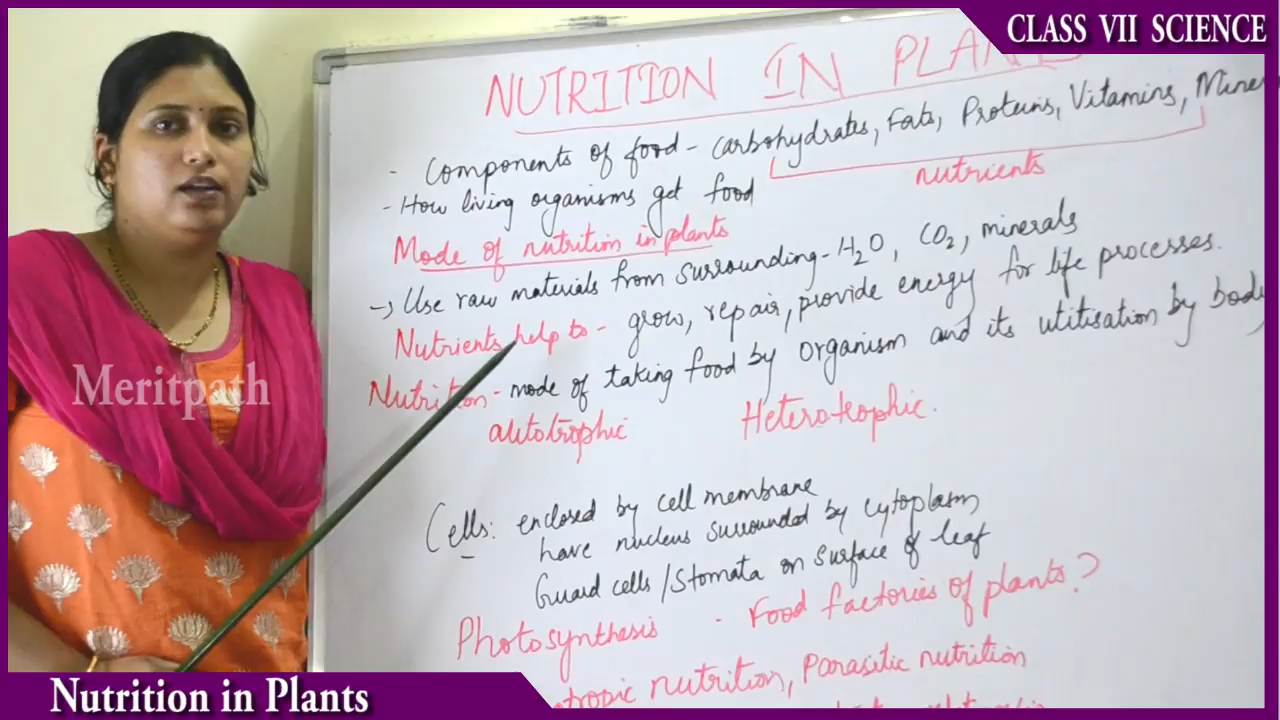 CLASS VII SCIENCE
NUTRITION IN PLANTS
- Components of food - carbohydrates, Fats, Proteins, Vitamins, Miner
nutrients
- How living organisms get food
Mode of nutrition in plants
→ Use raw materials from surrounding - H2O, CO2, minerals
Nutrients help to - grow, repair, provide energy for life processes.
Nutrition - mode of taking food by organism and its utitisation by body
autotrophic Heterotrophic.
Cells: enclosed by cell membrane
have nucleus surrounded by cytoplasm
Guard cells/Stomata on surface of leaf
Photosynthesis - Food factories of plants?
tropic nutrition, Parasitic nutrition
Meritpath
Nutrition in Plants